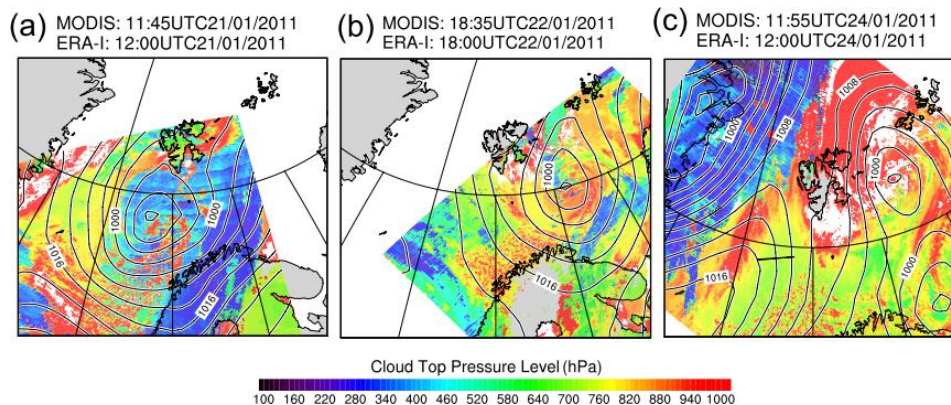 (a) MODIS: 11:45UTC21/01/2011
ERA-I: 12:00UTC21/01/2011
(b) MODIS: 18:35UTC22/01/2011
ERA-I: 18:00UTC22/01/2011
(c) MODIS: 11:55UTC24/01/2011
ERA-I: 12:00UTC24/01/2011
1000
1000
1016
1016
1000
1016
1000
1008
1008
1000
1016
1000
Cloud Top Pressure Level (hPa)
100 160 220 280 340 400 460 520 580 640 700 760 820 880 940 1000